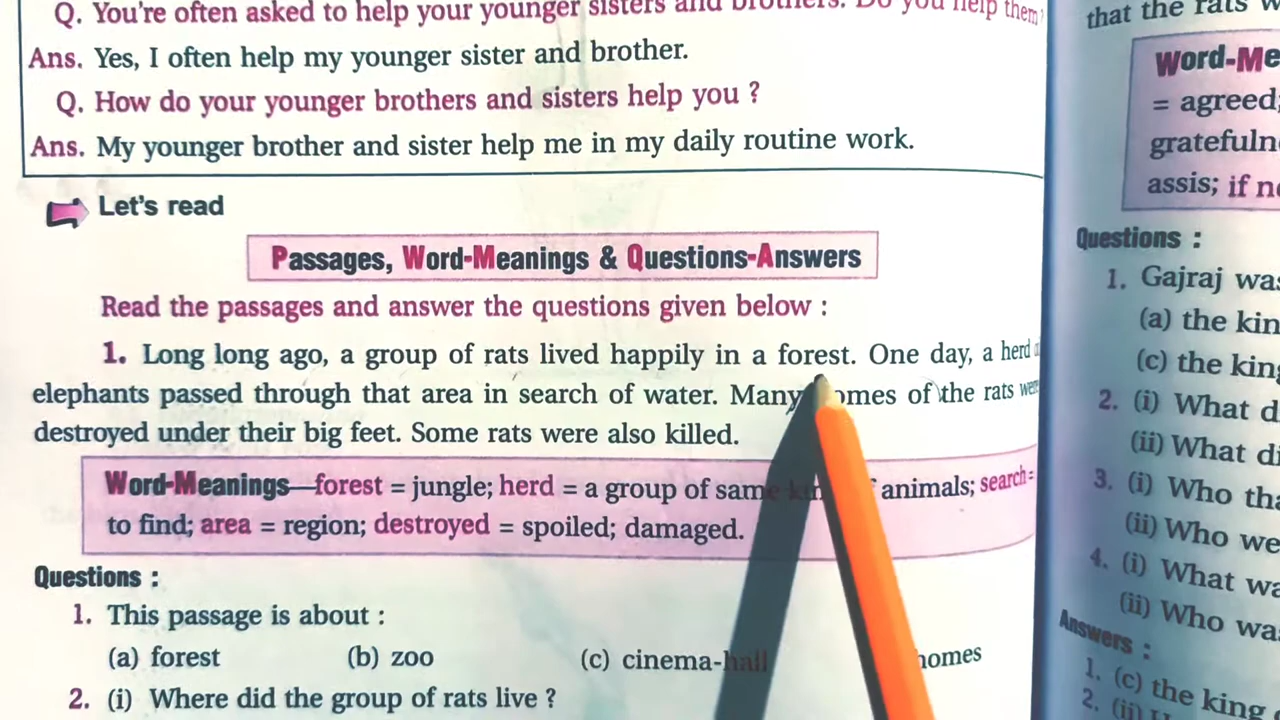 Q. You're often asked to help your younger sisters and brothers. Do you help them?
Ans. Yes, I often help my younger sister and brother.
Q. How do your younger brothers and sisters help you ?
Ans. My younger brother and sister help me in my daily routine work.
Let's read
Passages, Word-Meanings & Questions-Answers
Read the passages and answer the questions given below :
1. Long long ago, a group of rats lived happily in a forest. One day, a herd
elephants passed through that area in search of water. Many of the rats were
destroyed under their big feet. Some rats were also killed.
Word-Meanings—forest = jungle; herd = a group of same animals; search =
to find; area = region; destroyed = spoiled; damaged.
Questions :
1. This passage is about :
(a) forest (b) zoo (c) cinema-hall homes
2. (i) Where did the group of rats live ?
that the rats
Word-Me
= agreed;
gratefuln
assis; if
Questions :
1. Gajraj was
(a) the kin
(c) the king
2. (i) What d
(ii) What di
3. (i) Who tha
(ii) Who we
4. (i) What wa
(ii) Who wa
Answers :
1. (c) the king
2. (ii)